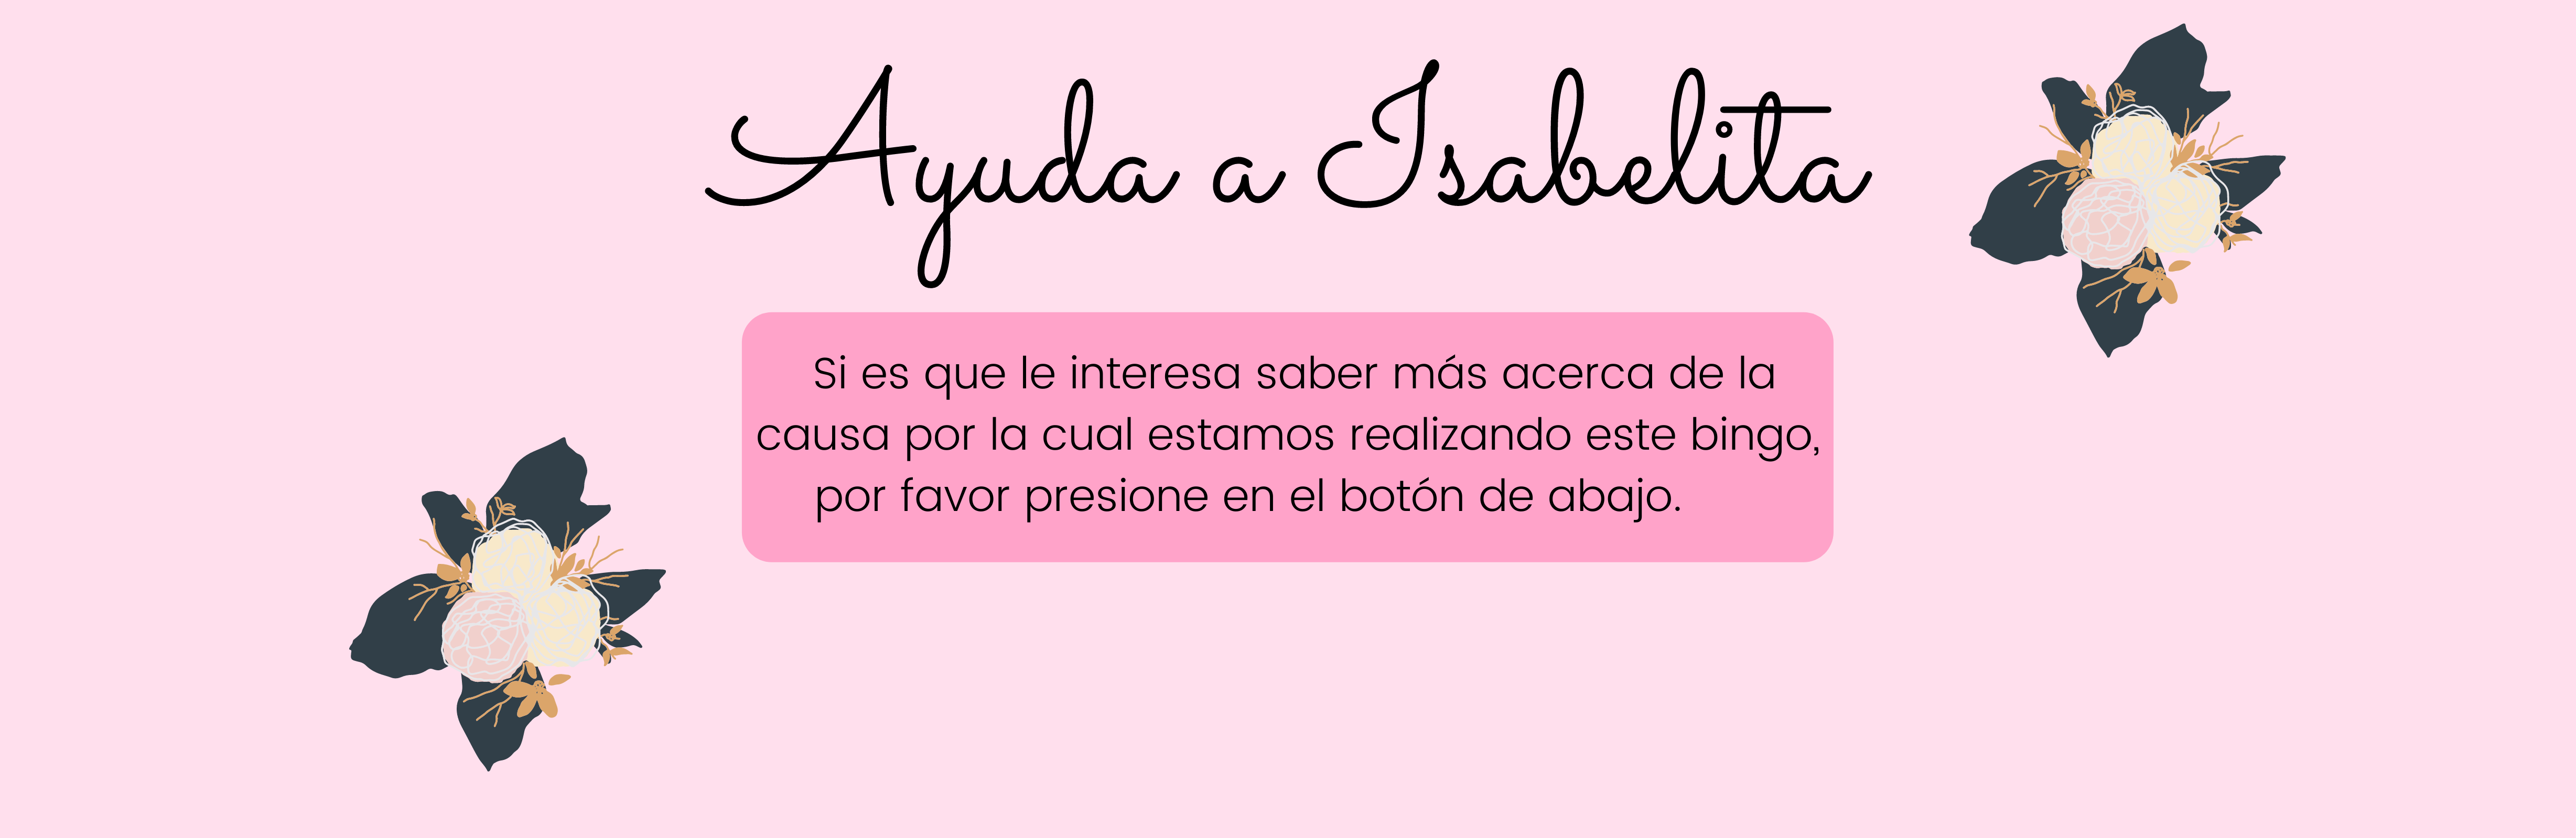 Ayuda a Isabelita
Si es que le interesa saber más acerca de la
causa por la cual estamos realizando este bingo,
por favor presione en el botón de abajo.